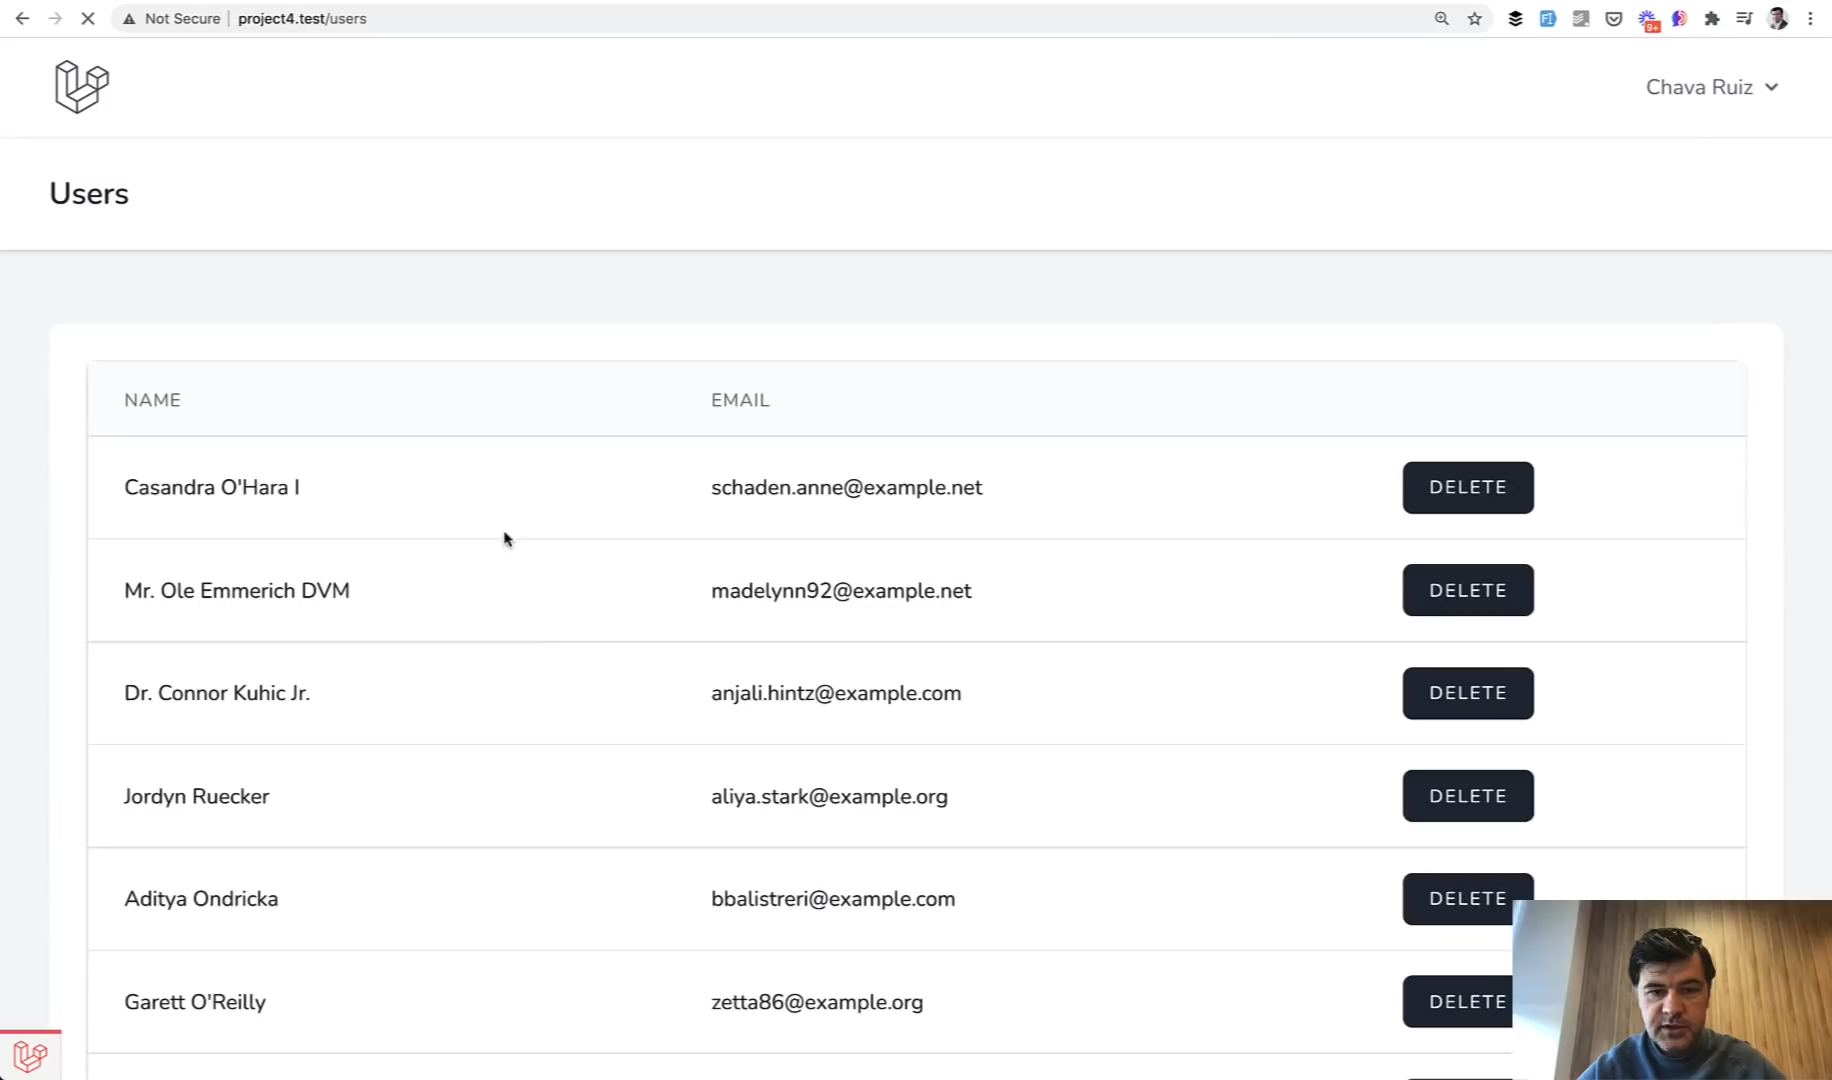 Not Secure | project4.test/users
9+
Chava Ruiz
Users
NAME EMAIL
Casandra O'Hara I schaden.anne@example.net DELETE
Mr. Ole Emmerich DVM madelynn92@example.net DELETE
Dr. Connor Kuhic Jr. anjali.hintz@example.com DELETE
Jordyn Ruecker aliya.stark@example.org DELETE
Aditya Ondricka bbalistreri@example.com DELETE
Garett O'Reilly zetta86@example.org DELETE